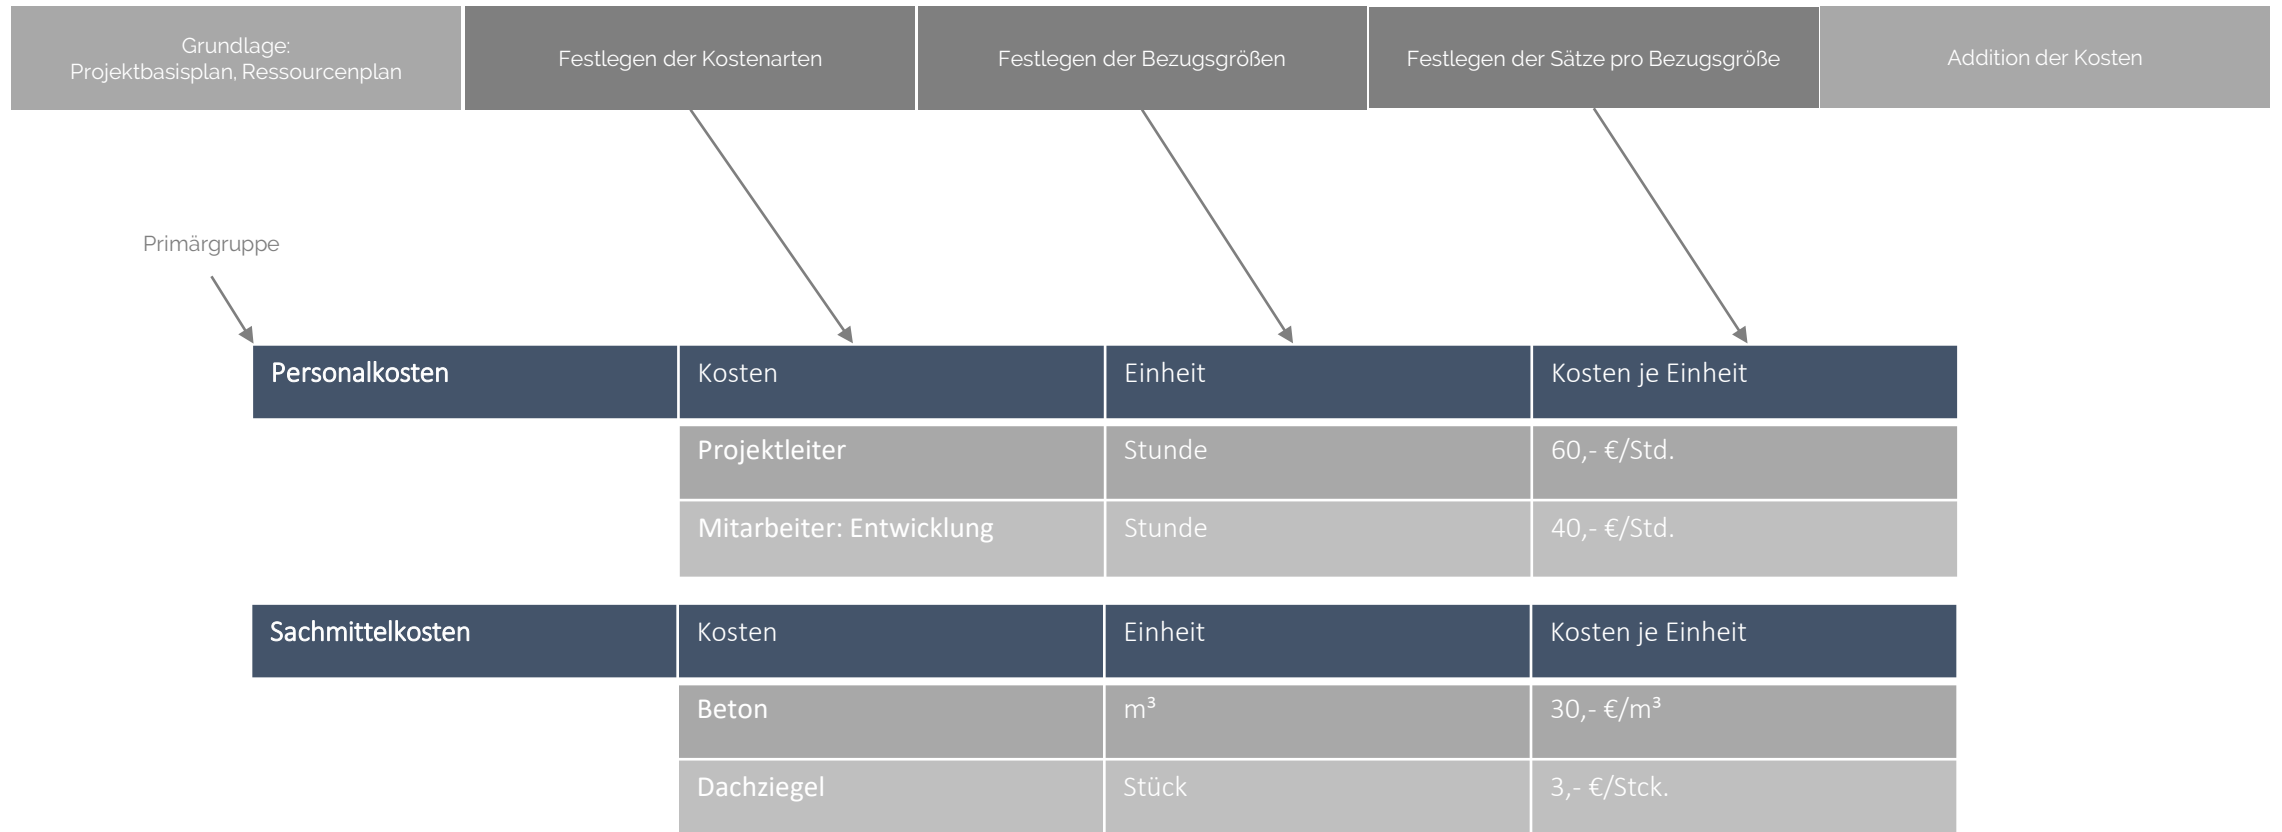 Grundlage:
Projektbasisplan, Ressourcenplan
Festlegen der Kostenarten
Festlegen der Bezugsgrößen
Festlegen der Sätze pro Bezugsgröße
Addition der Kosten
Primärgruppe
Personalkosten Kosten Einheit Kosten je Einheit
Projektleiter Stunde 60,- €/Std.
Mitarbeiter: Entwicklung Stunde 40,- €/Std.
Sachmittelkosten Kosten Einheit Kosten je Einheit
Beton m³ 30,- €/m³
Dachziegel Stück 3,- €/Stck.